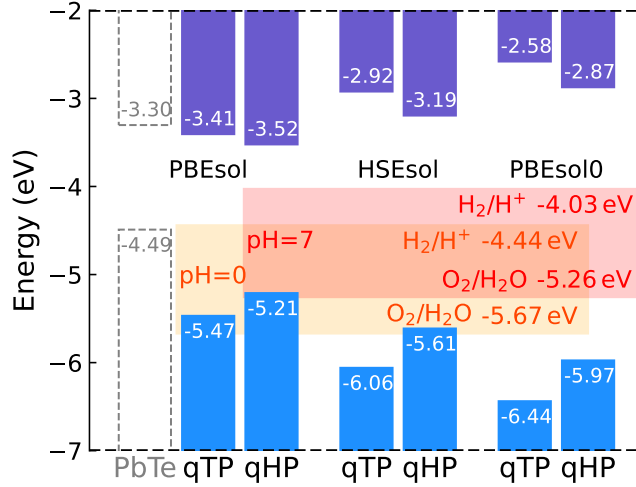 −2
-2.58
-2.92
-2.87
−3
-3.30
-3.41
-3.52
-3.19
PBEsol
HSEsol
PBEsol0
−4
H₂/H⁺ -4.03 eV
-4.49
pH=7
H₂/H⁺ -4.44 eV
Energy (eV)
−5
pH=0
O₂/H₂O -5.26 eV
-5.21
-5.47
O₂/H₂O -5.67 eV
-5.61
−6
-6.06
-5.97
-6.44
−7
PbTe qTP qHP qTP qHP qTP qHP